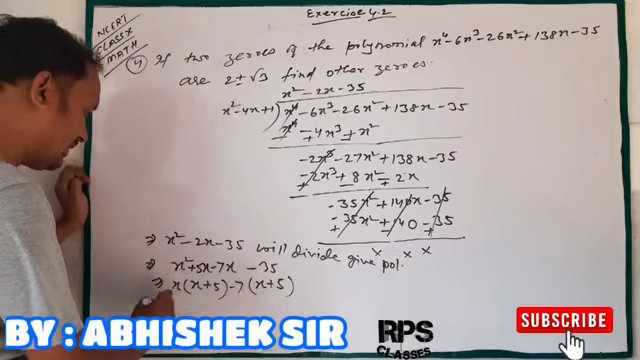 Exercise 4.2
NCERT
CLASS X
MATH
④ If two zeroes of the polynomial x⁴-6x³-26x²+138x-35
are 2±√3 find other zeroes.
x²-2x-35
x²-4x+1) x⁴-6x³-26x²+138x-35
x⁴-4x³+x²
-2x³-27x²+138x-35
-2x³+8x²-2x
-35x²+140x-35
-35x²+140-35
x x x
⇒ x²-2x-35 will divide give pol.
⇒ x²+5x-7x-35
⇒ x(x+5)-7(x+5)
BY : ABHISHEK SIR
RPS
CLASSES
SUBSCRIBE